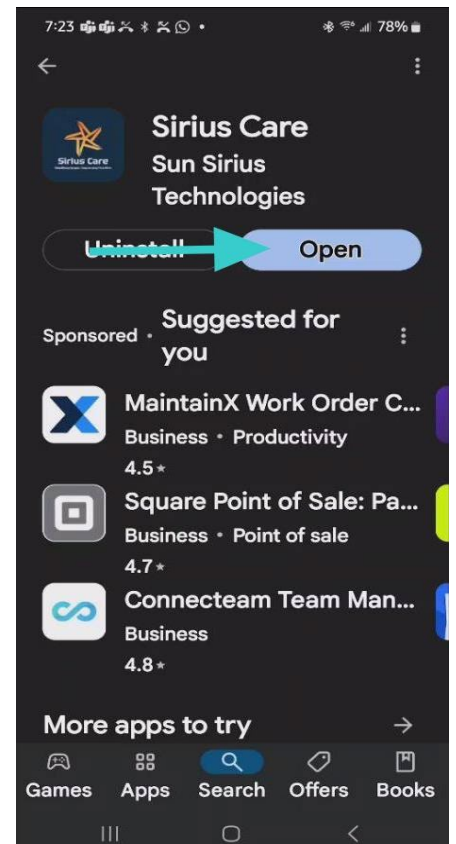 7:23
78%
Sirius Care
Sirius Care
Sun Sirius
Technologies
Uninstall
Open
Sponsored •
Suggested for
you
MaintainX Work Order C...
Business • Productivity
4.5★
Square Point of Sale: Pa...
Business • Point of sale
4.7★
Connecteam Team Man...
Business
4.8★
More apps to try
Games Apps Search Offers Books